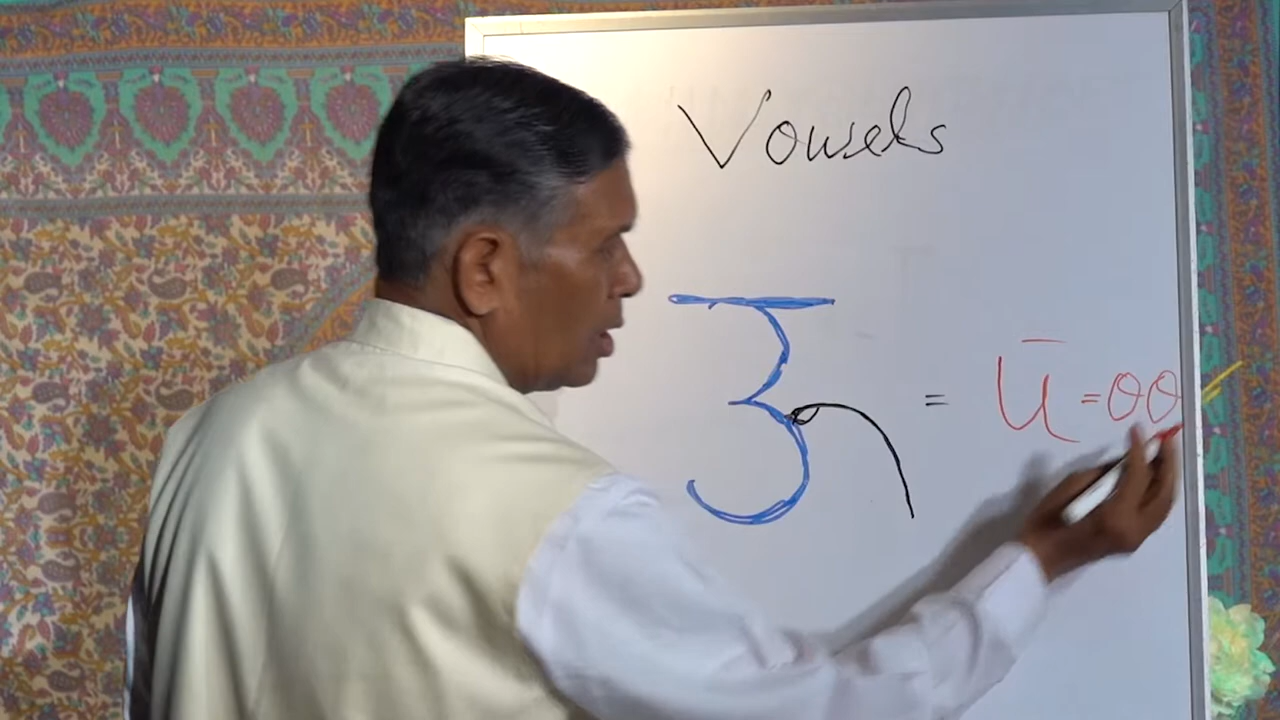 Vowels
ऊ = ū = oo